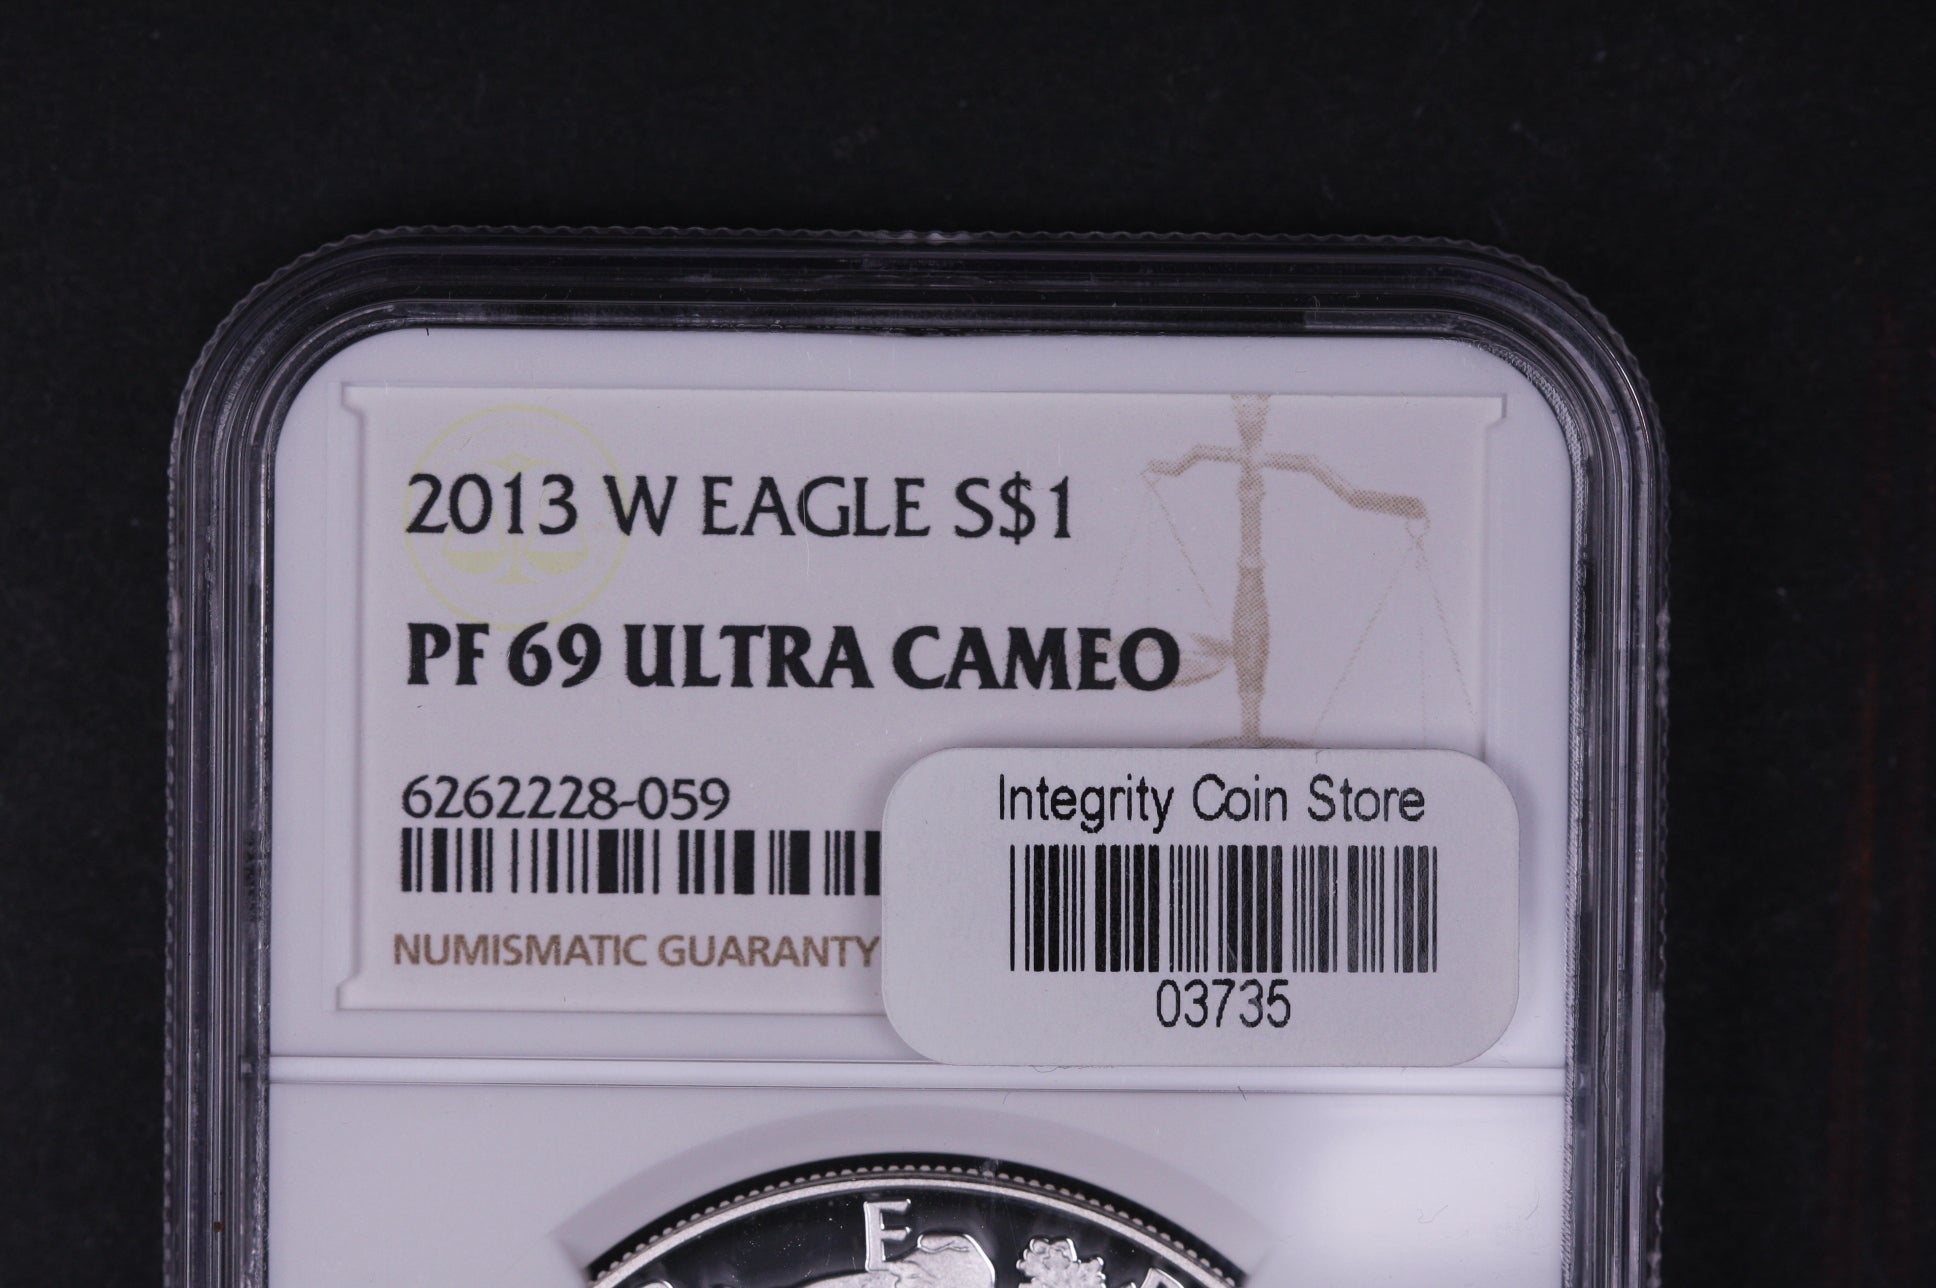 2013 W EAGLE S$1
PF 69 ULTRA CAMEO
6262228-059
NUMISMATIC GUARANTY
Integrity Coin Store
03735
E